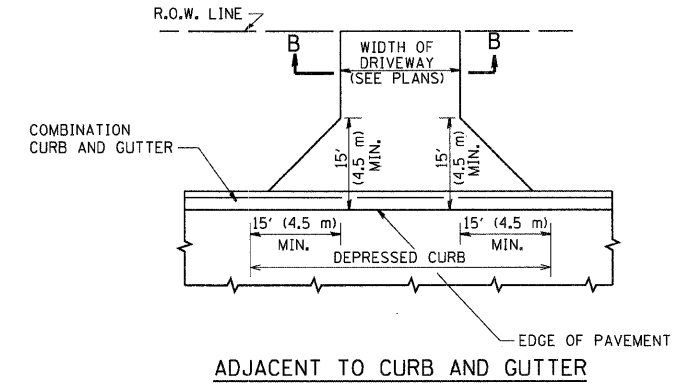 R.O.W. LINE
B
B
WIDTH OF
DRIVEWAY
(SEE PLANS)
COMBINATION
CURB AND GUTTER
15'
(4.5 m)
MIN.
15'
(4.5 m)
MIN.
15' (4.5 m)
MIN.
15' (4.5 m)
MIN.
DEPRESSED CURB
EDGE OF PAVEMENT
ADJACENT TO CURB AND GUTTER